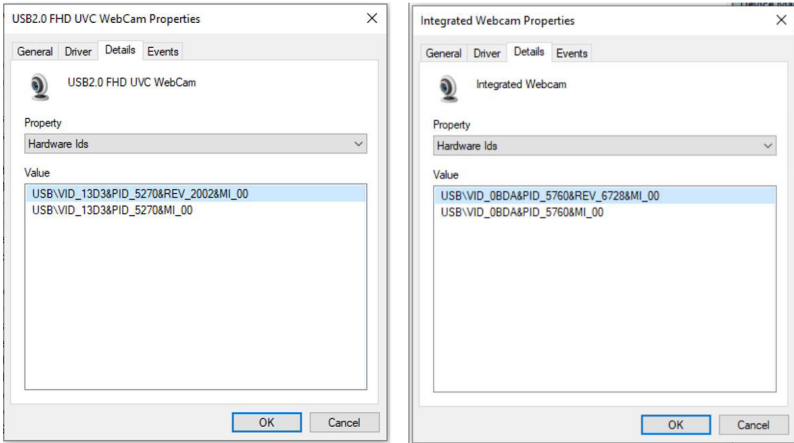 USB2.0 FHD UVC WebCam Properties
General Driver Details Events
USB2.0 FHD UVC WebCam
Property
Hardware Ids
Value
USB\VID_13D3&PID_5270&REV_2002&MI_00
USB\VID_13D3&PID_5270&MI_00
OK Cancel
Integrated Webcam Properties
General Driver Details Events
Integrated Webcam
Property
Hardware Ids
Value
USB\VID_0BDA&PID_5760&REV_6728&MI_00
USB\VID_0BDA&PID_5760&MI_00
OK Cancel